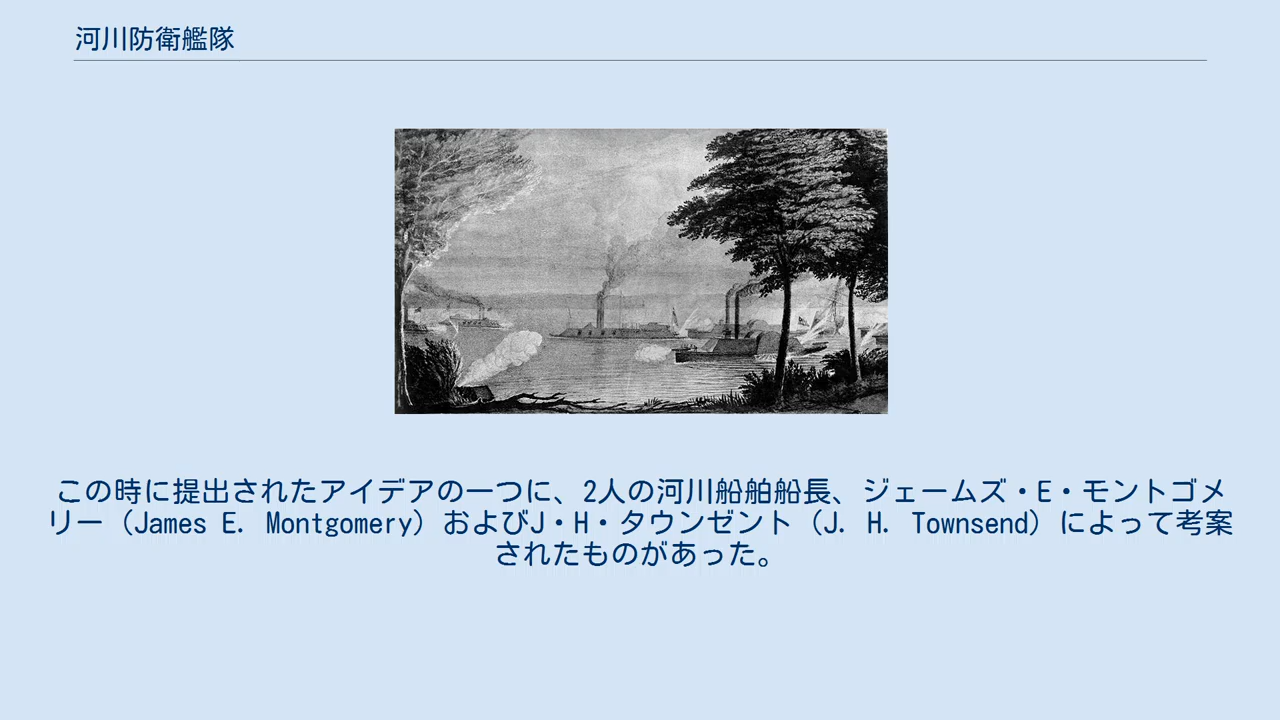 河川防衛艦隊
この時に提出されたアイデアの一つに、2人の河川船舶船長、ジェームズ・E・モントゴメ
リー（James E. Montgomery）およびJ・H・タウンゼント（J. H. Townsend）によって考案
されたものがあった。